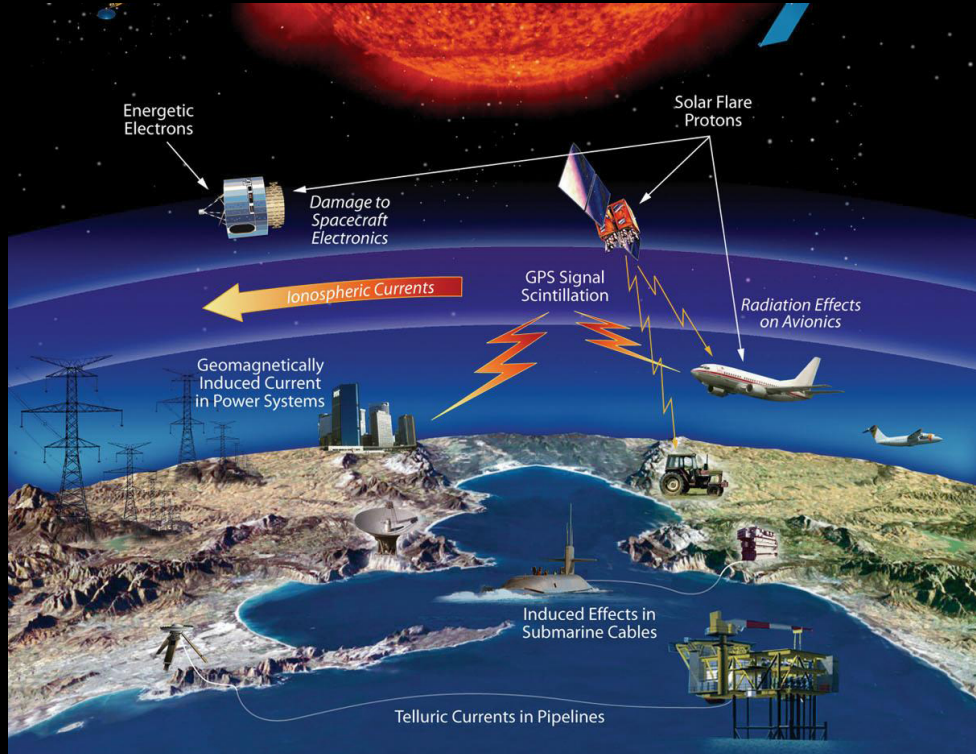 Energetic
Electrons
Solar Flare
Protons
Damage to
Spacecraft
Electronics
Ionospheric Currents
GPS Signal
Scintillation
Radiation Effects
on Avionics
Geomagnetically
Induced Current
in Power Systems
Induced Effects in
Submarine Cables
Telluric Currents in Pipelines